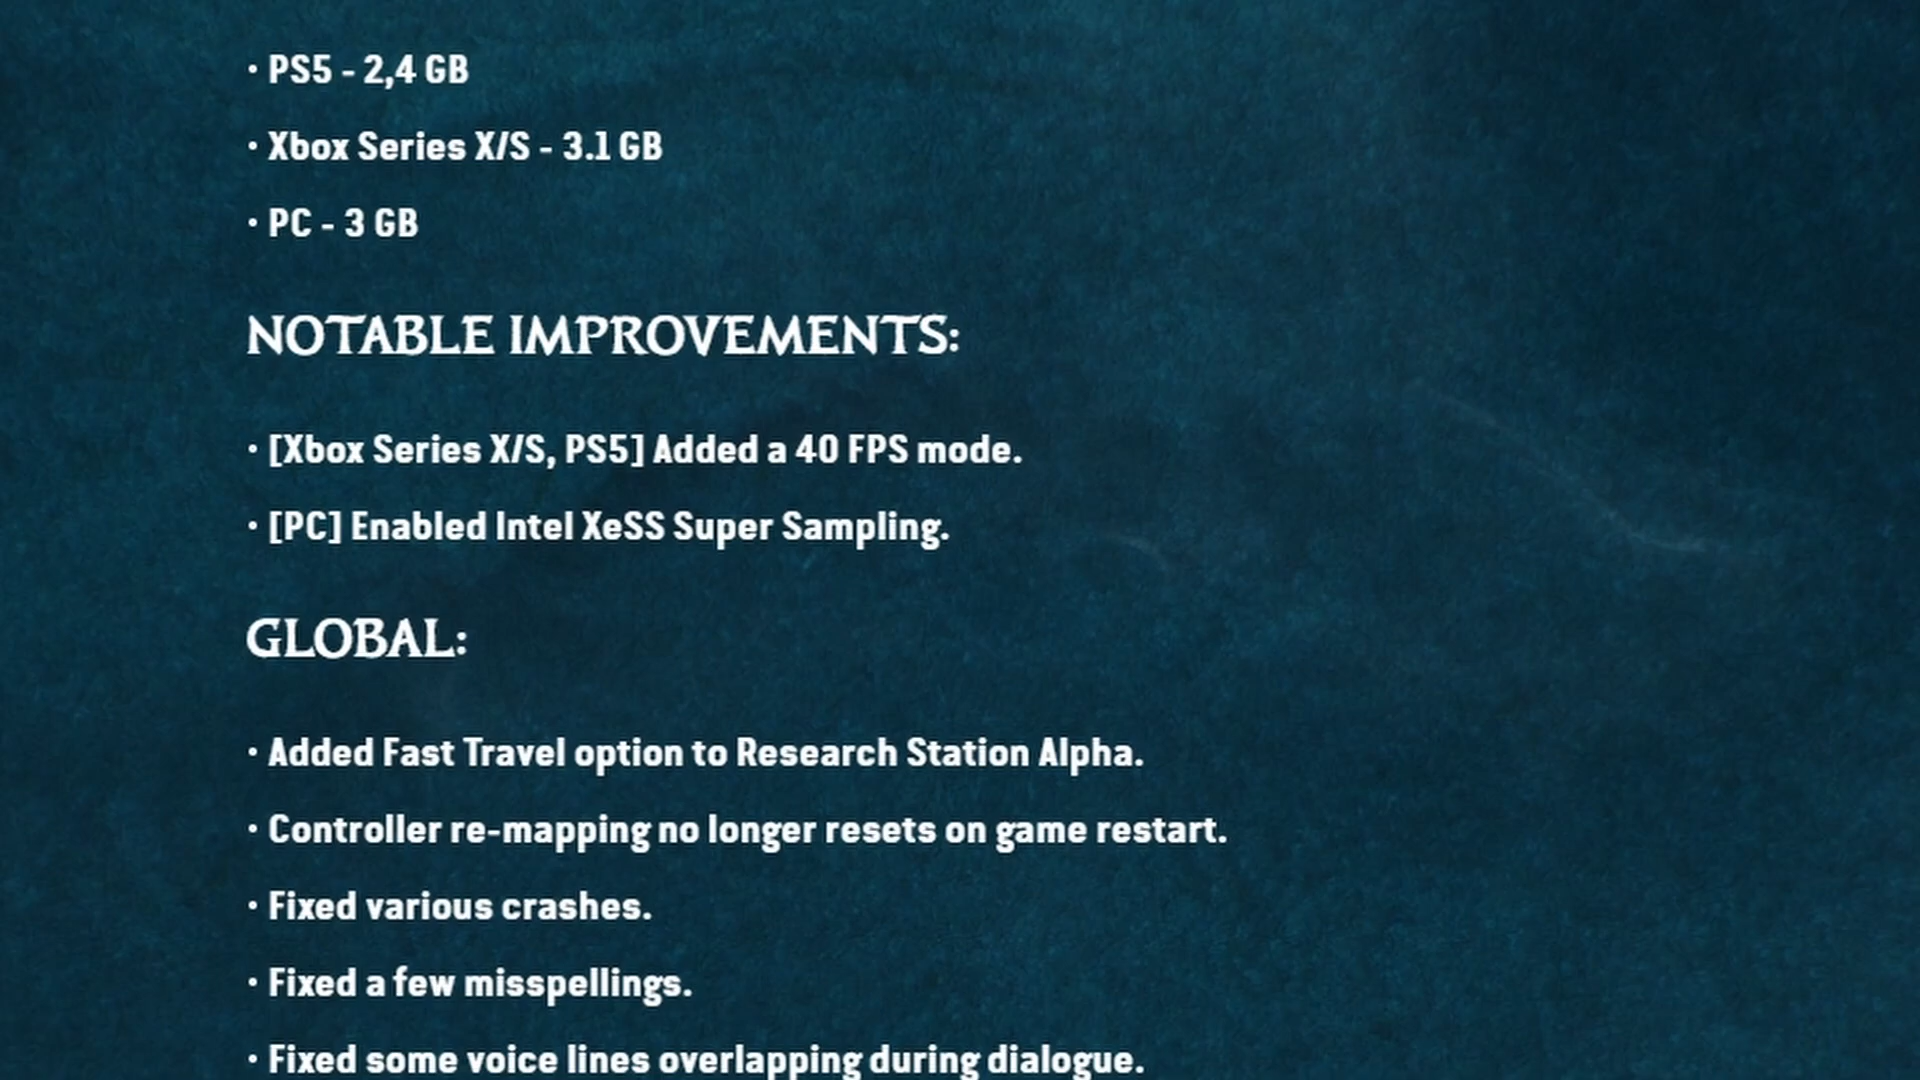 • PS5 - 2,4 GB
• Xbox Series X/S - 3.1 GB
• PC - 3 GB
NOTABLE IMPROVEMENTS:
• [Xbox Series X/S, PS5] Added a 40 FPS mode.
• [PC] Enabled Intel XeSS Super Sampling.
GLOBAL:
• Added Fast Travel option to Research Station Alpha.
• Controller re-mapping no longer resets on game restart.
• Fixed various crashes.
• Fixed a few misspellings.
• Fixed some voice lines overlapping during dialogue.